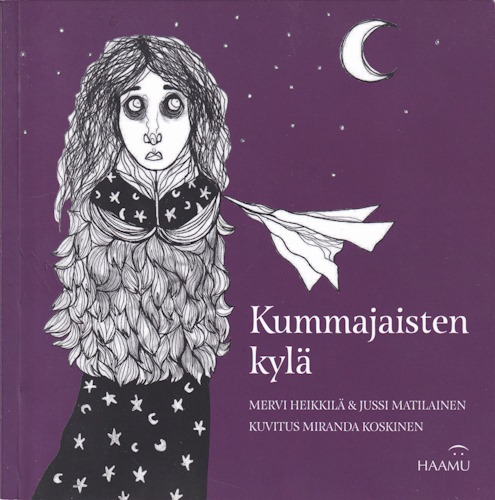 Kummajaisten
kylä
MERVI HEIKKILÄ & JUSSI MATILAINEN
KUVITUS MIRANDA KOSKINEN
HAAMU